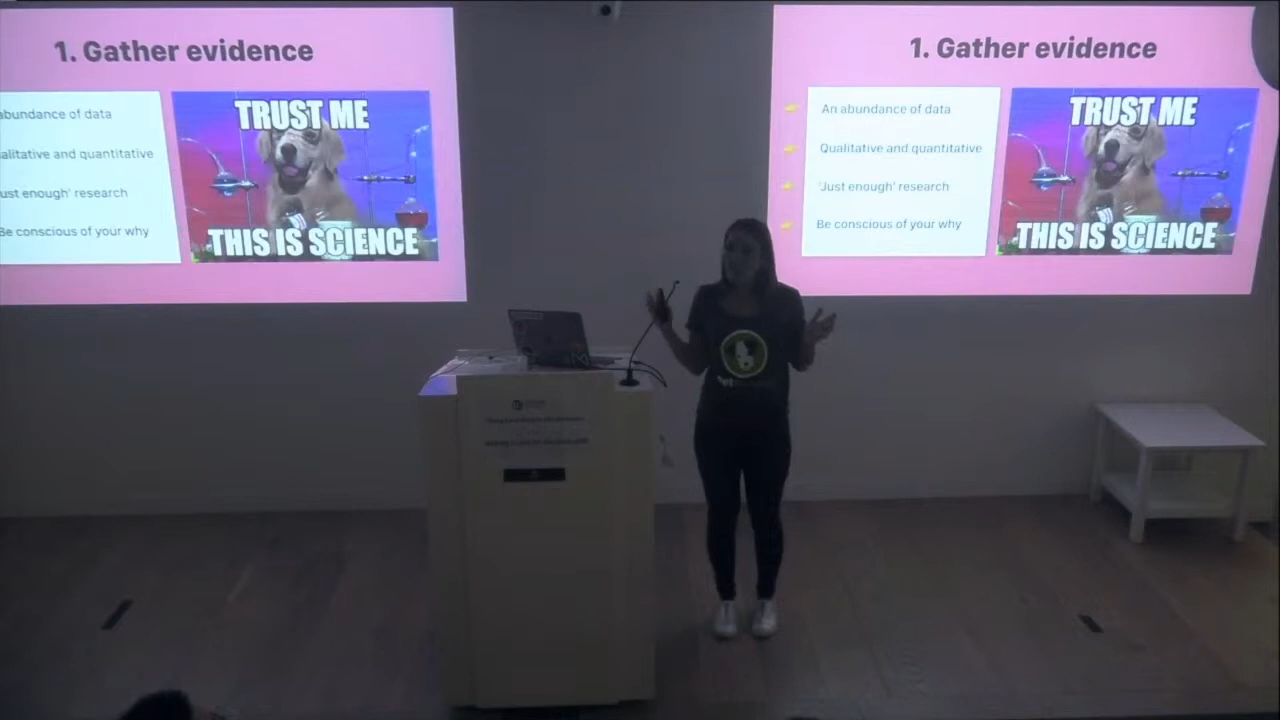 1. Gather evidence
abundance of data
alitative and quantitative
ust enough' research
Be conscious of your why
TRUST ME
THIS IS SCIENCE
1. Gather evidence
An abundance of data
Qualitative and quantitative
'Just enough' research
Be conscious of your why
TRUST ME
THIS IS SCIENCE